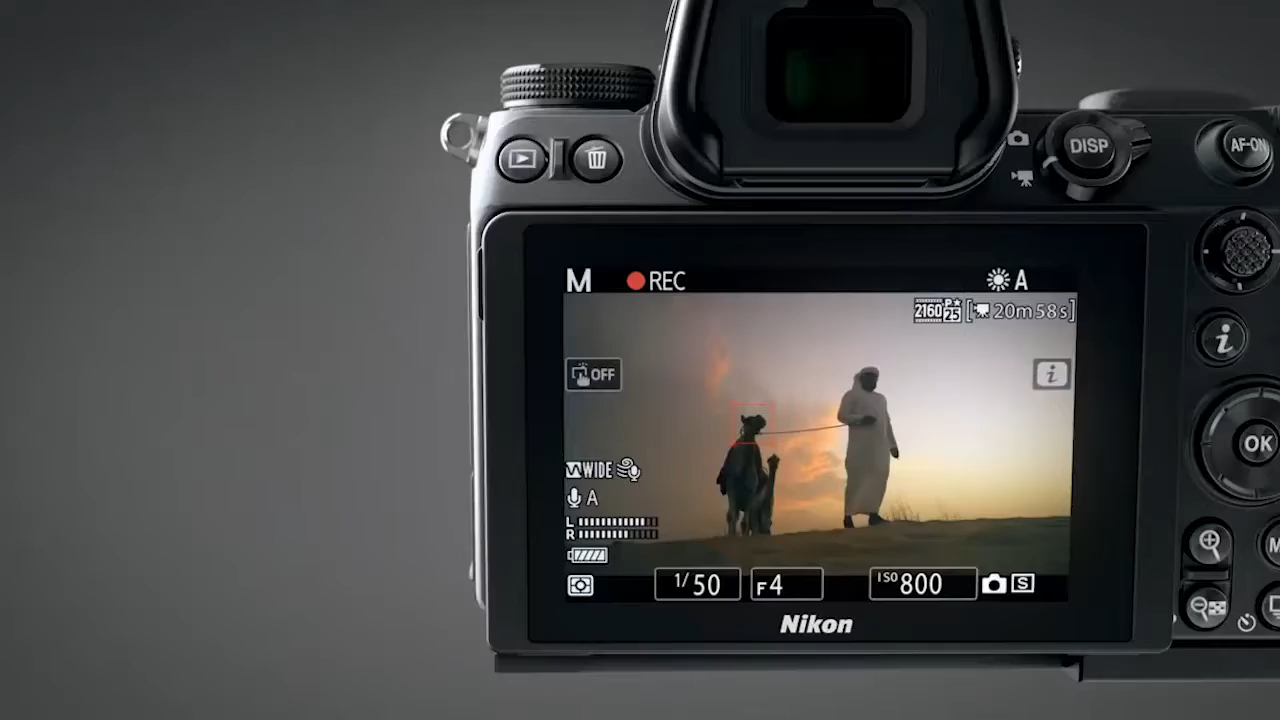 DISP
AF-ON
M REC A
2160 P★ 25 [20m58s]
OFF
i
i
WIDE
A
L
R
OK
1/50 F4 ISO 800 S
Nikon